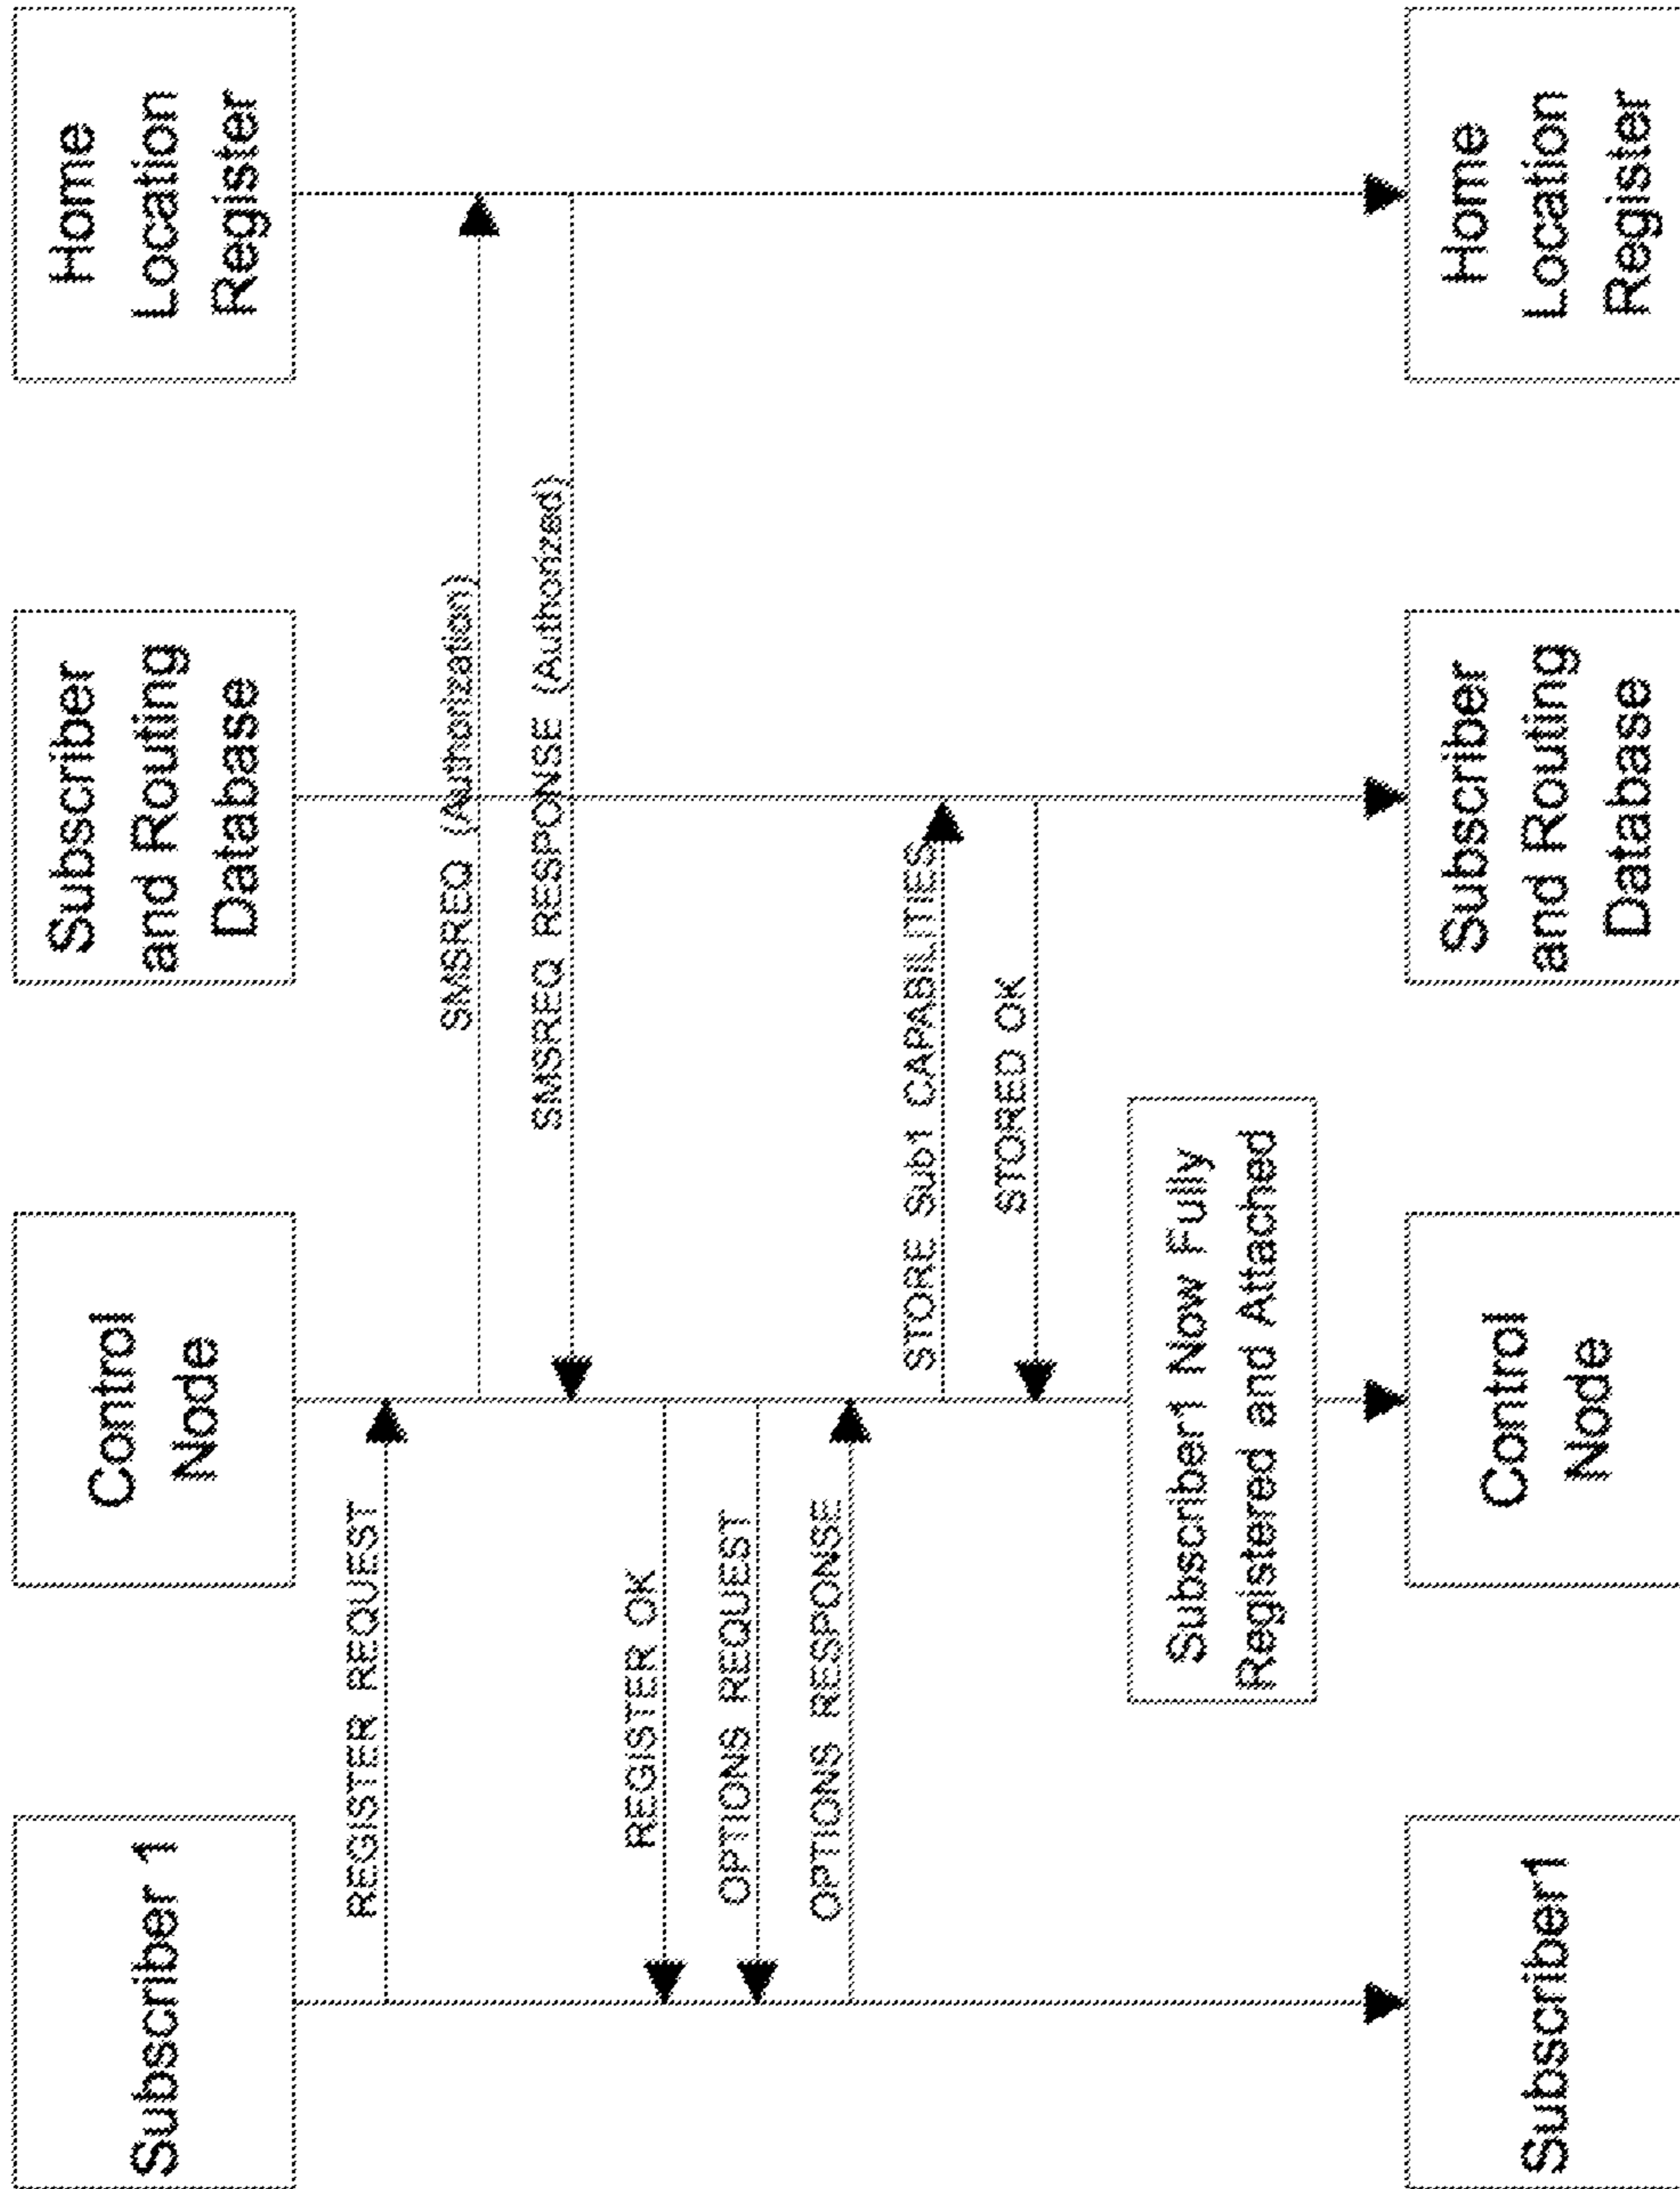 Subscriber 1
Control
Node
Subscriber
and Routing
Database
Home
Location
Register
REGISTER REQUEST
SMSREQ (Authorization)
SMSREQ RESPONSE (Authorized)
REGISTER OK
OPTIONS REQUEST
OPTIONS RESPONSE
STORE Sub1 CAPABILITIES
STORED OK
Subscriber1 Now Fully
Registered and Attached
Subscriber1
Control
Node
Subscriber
and Routing
Database
Home
Location
Register